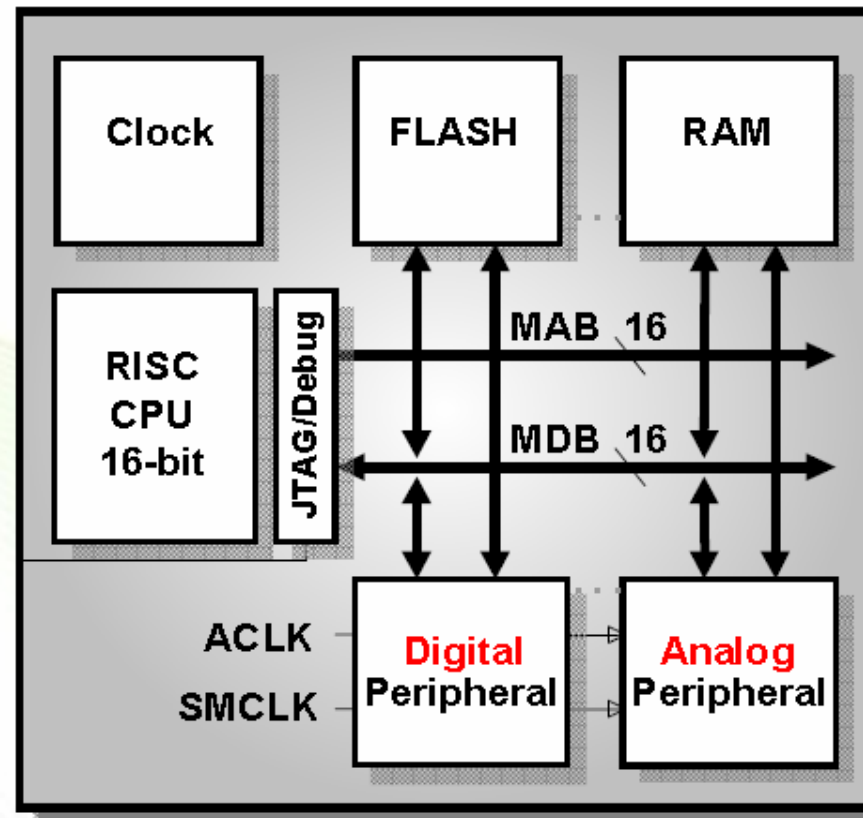 Clock
FLASH
RAM
RISC
CPU
16-bit
JTAG/Debug
MAB 16
MDB 16
ACLK
SMCLK
Digital
Peripheral
Analog
Peripheral